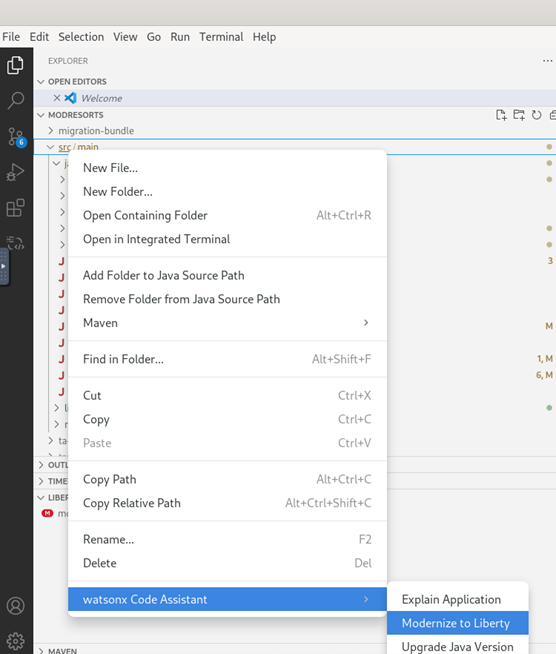 File Edit Selection View Go Run Terminal Help
EXPLORER
OPEN EDITORS
Welcome
MODRESORTS
migration-bundle
src/main
6
New File...
New Folder...
Open Containing Folder Alt+Ctrl+R
Open in Integrated Terminal
3
Add Folder to Java Source Path
Remove Folder from Java Source Path
Maven
M
Find in Folder... Alt+Shift+F
1, M
6, M
Cut Ctrl+X
Copy Ctrl+C
Paste Ctrl+V
Copy Path Alt+Ctrl+C
Copy Relative Path Alt+Ctrl+Shift+C
Rename... F2
Delete Del
watsonx Code Assistant
Explain Application
Modernize to Liberty
Upgrade Java Version
MAVEN